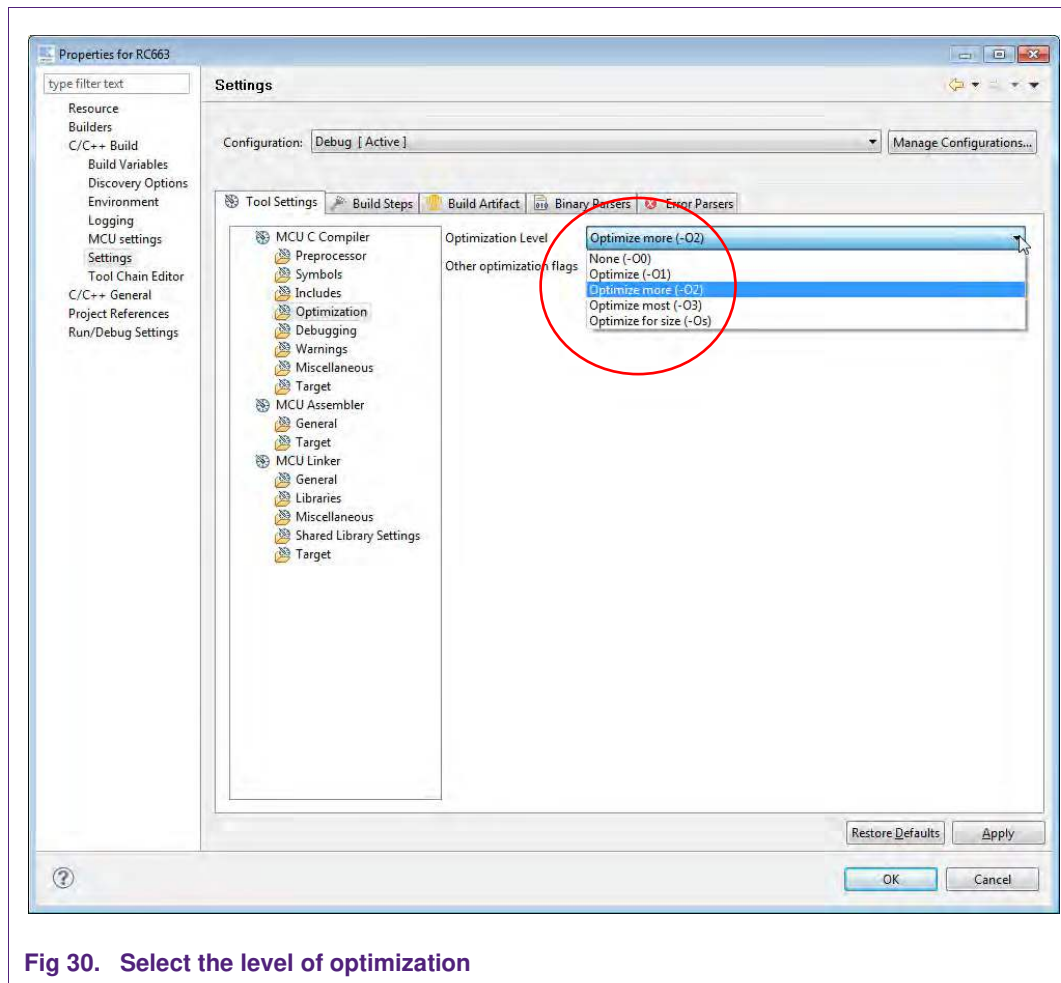 Properties for RC663
type filter text
Resource
Builders
C/C++ Build
Build Variables
Discovery Options
Environment
Logging
MCU settings
Settings
Tool Chain Editor
C/C++ General
Project References
Run/Debug Settings
Settings
Configuration: Debug [ Active ] Manage Configurations...
Tool Settings Build Steps Build Artifact Binary Parsers Error Parsers
MCU C Compiler
Preprocessor
Symbols
Includes
Optimization
Debugging
Warnings
Miscellaneous
Target
MCU Assembler
General
Target
MCU Linker
General
Libraries
Miscellaneous
Shared Library Settings
Target
Optimization Level Optimize more (-O2)
Other optimization flags
None (-O0)
Optimize (-O1)
Optimize more (-O2)
Optimize most (-O3)
Optimize for size (-Os)
Restore Defaults Apply
? OK Cancel
Fig 30. Select the level of optimization